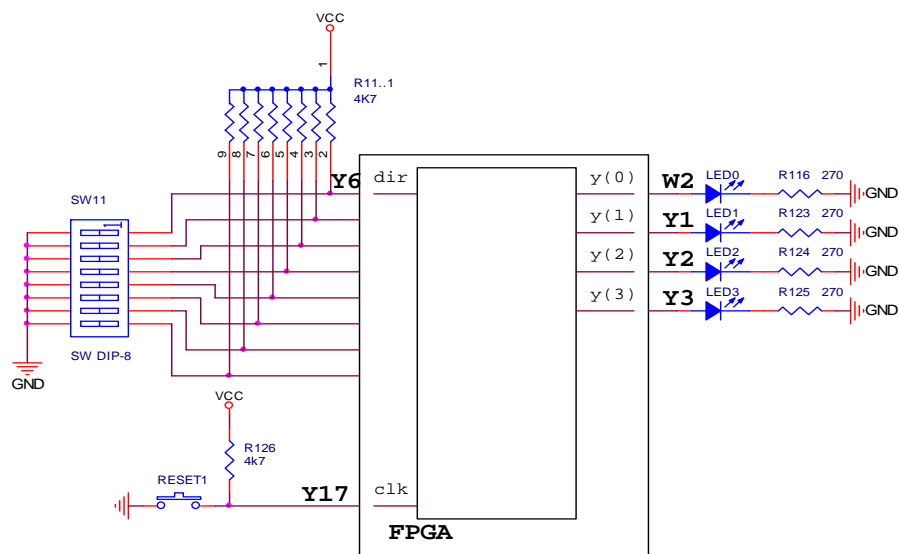 VCC
1
R11..1
4K7
9 8 7 6 5 4 3 2
Y6 dir y(0) W2 LED0 R116 270 GND
SW11 1 y(1) Y1 LED1 R123 270 GND
y(2) Y2 LED2 R124 270 GND
y(3) Y3 LED3 R125 270 GND
SW DIP-8
GND
VCC
R126
4k7
RESET1
Y17 clk
FPGA